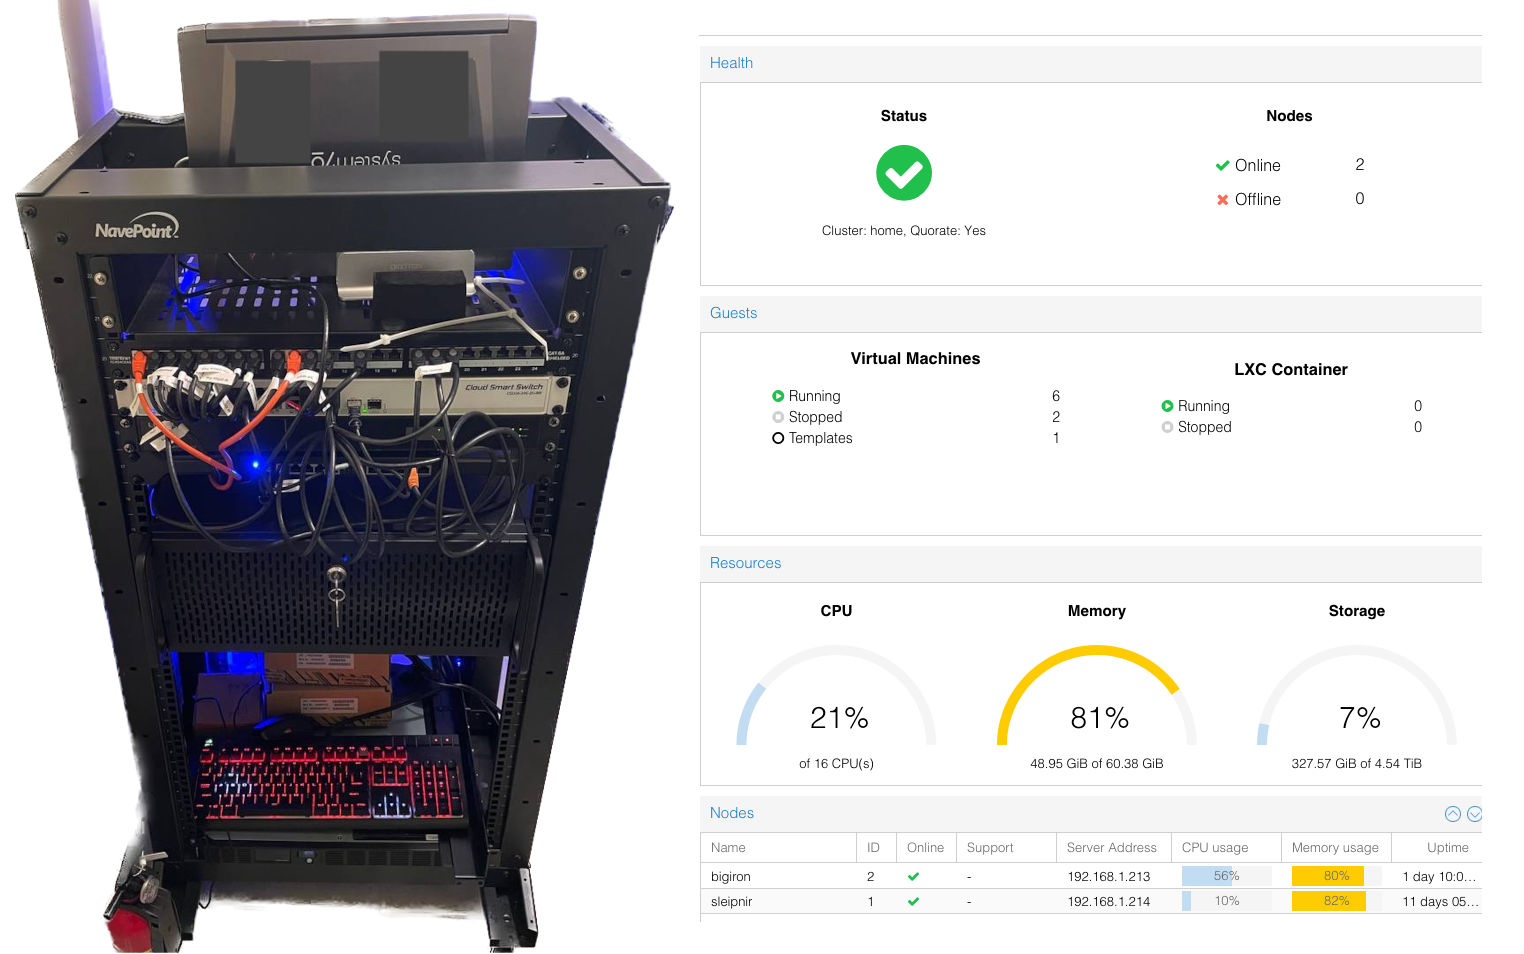 system76
NavePoint
CAT.6A
SHIELDED
Cloud Smart Switch
Health
Status
Nodes
Online 2
Offline 0
Cluster: home, Quorate: Yes
Guests
Virtual Machines
LXC Container
Running 6
Stopped 2
Templates 1
Running 0
Stopped 0
Resources
CPU
Memory
Storage
21%
81%
7%
of 16 CPU(s)
48.95 GiB of 60.38 GiB
327.57 GiB of 4.54 TiB
Nodes
Name ID Online Support Server Address CPU usage Memory usage Uptime
bigiron 2 - 192.168.1.213 56% 80% 1 day 10:0...
sleipnir 1 - 192.168.1.214 10% 82% 11 days 05...